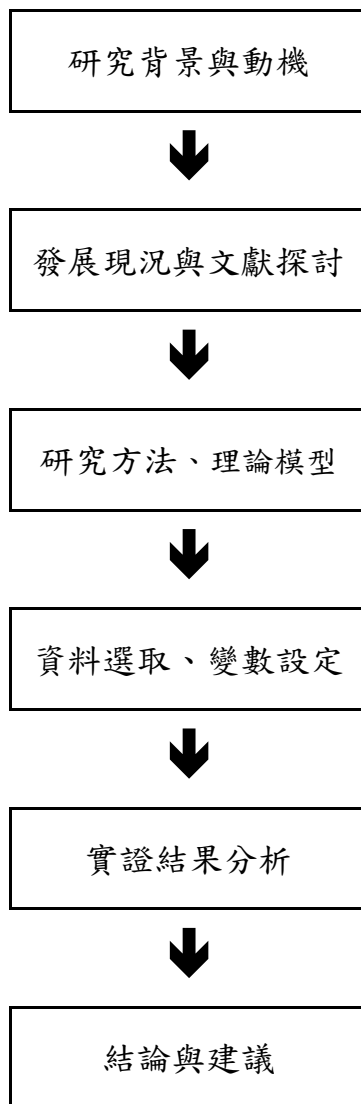 研究背景與動機
發展現況與文獻探討
研究方法、理論模型
資料選取、變數設定
實證結果分析
結論與建議